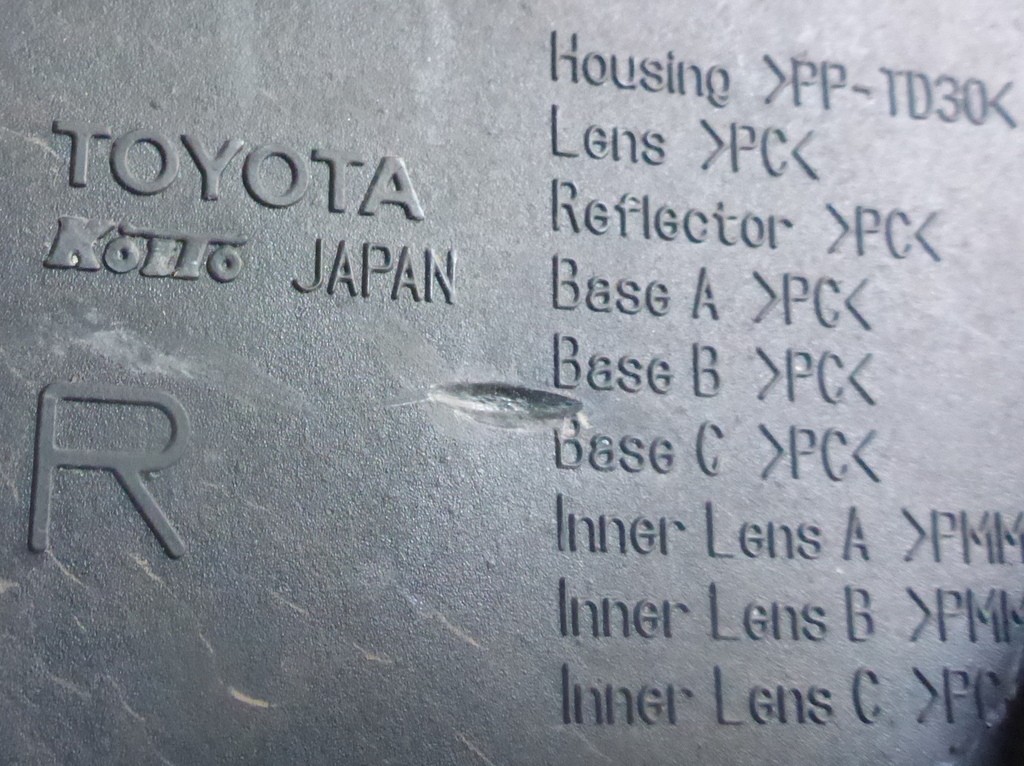 TOYOTA
KOITO JAPAN
R
Housing >PP-TD30<
Lens >PC<
Reflector >PC<
Base A >PC<
Base B >PC<
Base C >PC<
Inner Lens A >PMM
Inner Lens B >PMM
Inner Lens C >PC